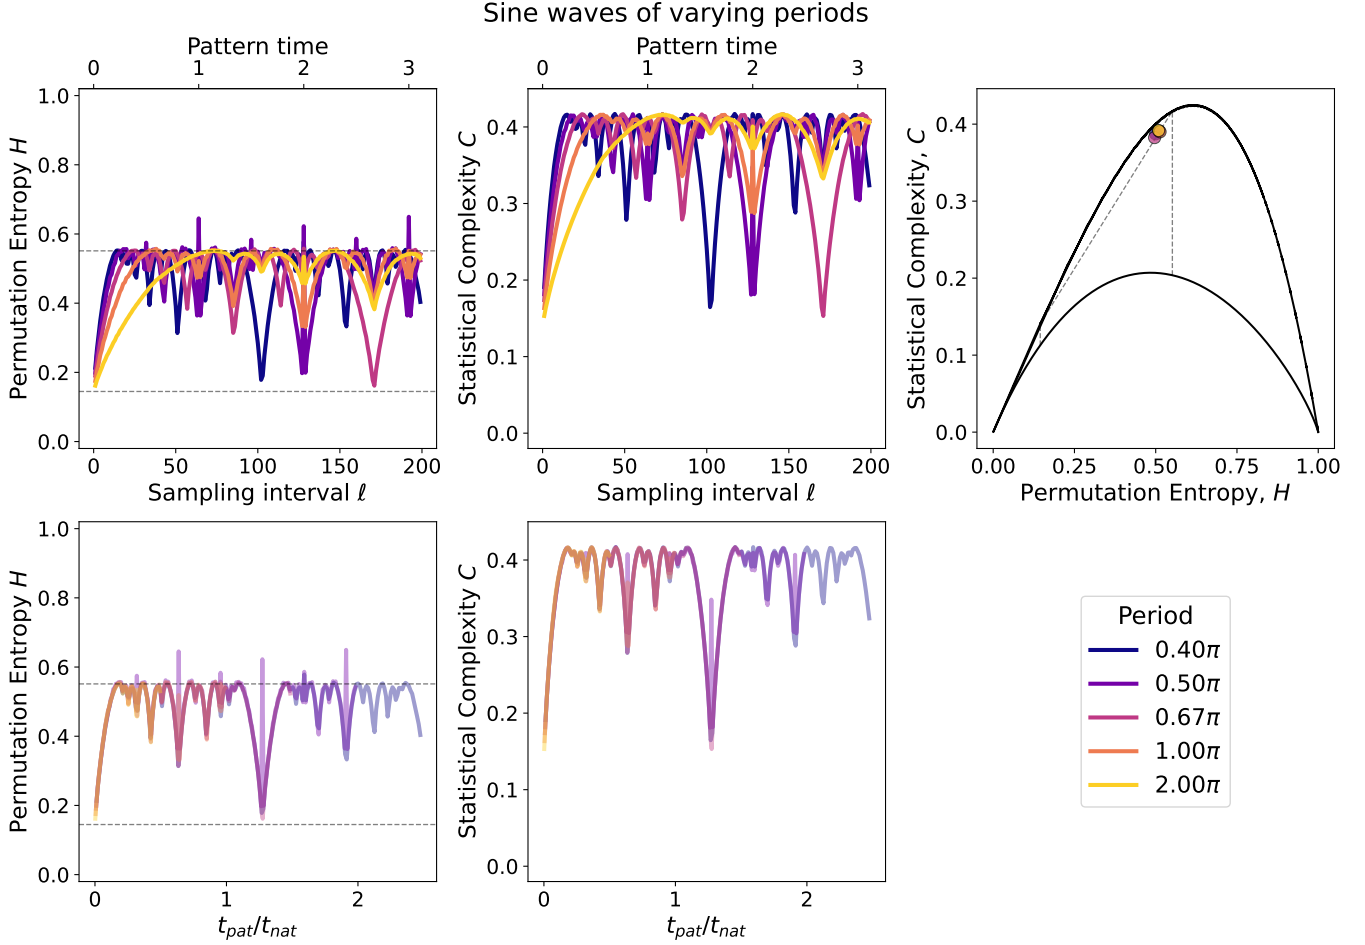 Sine waves of varying periods
Pattern time
0 1 2 3
Permutation Entropy H
1.0
0.8
0.6
0.4
0.2
0.0
0 50 100 150 200
Sampling interval ℓ
Pattern time
0 1 2 3
Statistical Complexity C
0.4
0.3
0.2
0.1
0.0
0 50 100 150 200
Sampling interval ℓ
Statistical Complexity, C
0.4
0.3
0.2
0.1
0.0
0.00 0.25 0.50 0.75 1.00
Permutation Entropy, H
Permutation Entropy H
1.0
0.8
0.6
0.4
0.2
0.0
0 1 2
t_pat/t_nat
Statistical Complexity C
0.4
0.3
0.2
0.1
0.0
0 1 2
t_pat/t_nat
Period
0.40π
0.50π
0.67π
1.00π
2.00π